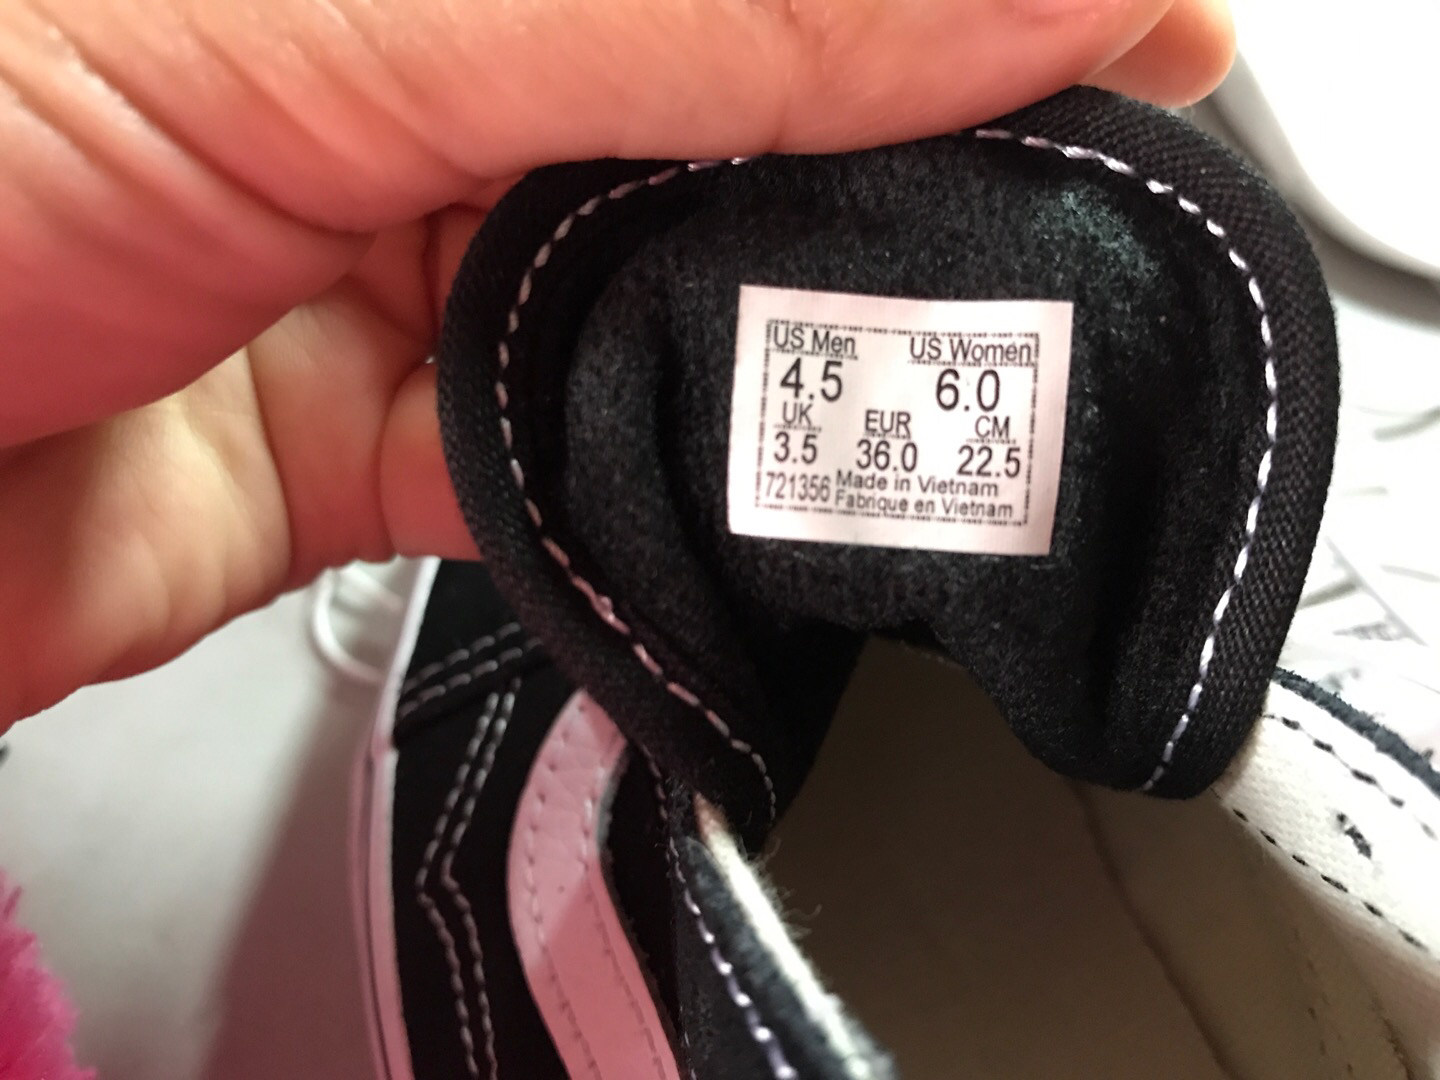 US Men US Women
4.5 6.0
UK EUR CM
3.5 36.0 22.5
721356 Made in Vietnam
Fabrique en Vietnam